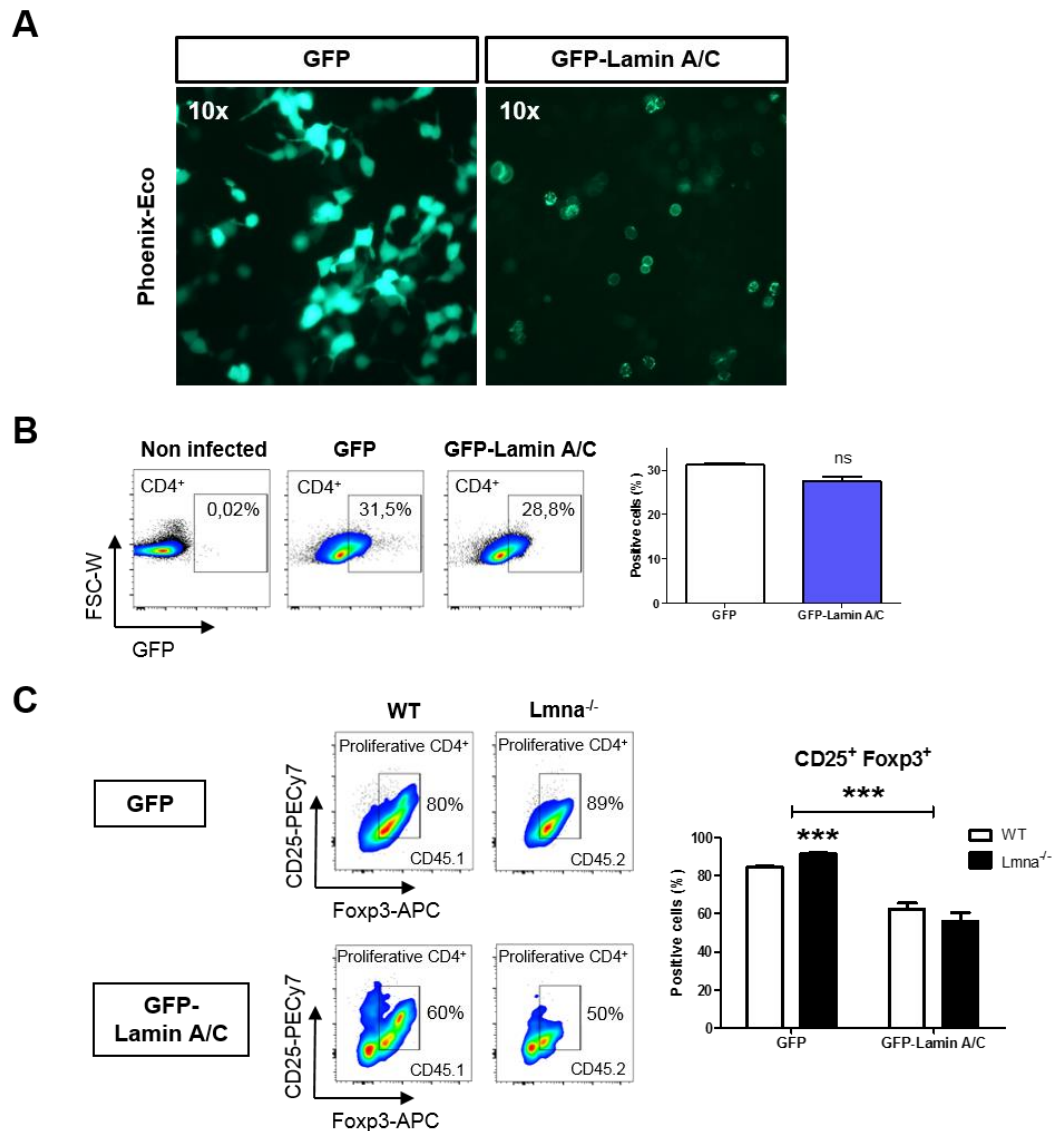 A
GFP
GFP-Lamin A/C
10x
10x
Phoenix-Eco
B
Non infected
GFP
GFP-Lamin A/C
CD4+
0,02%
CD4+
31,5%
CD4+
28,8%
FSC-W
GFP
Positive cells (%)
30
20
10
0
ns
GFP
GFP-Lamin A/C
C
WT
Lmna-/-
GFP
CD25-PECy7
Proliferative CD4+
80%
CD45.1
Proliferative CD4+
89%
CD45.2
Foxp3-APC
GFP-
Lamin A/C
CD25-PECy7
Proliferative CD4+
60%
CD45.1
Proliferative CD4+
50%
CD45.2
Foxp3-APC
CD25+ Foxp3+
***
***
WT
Lmna-/-
Positive cells (%)
100
80
60
40
20
0
GFP
GFP-Lamin A/C